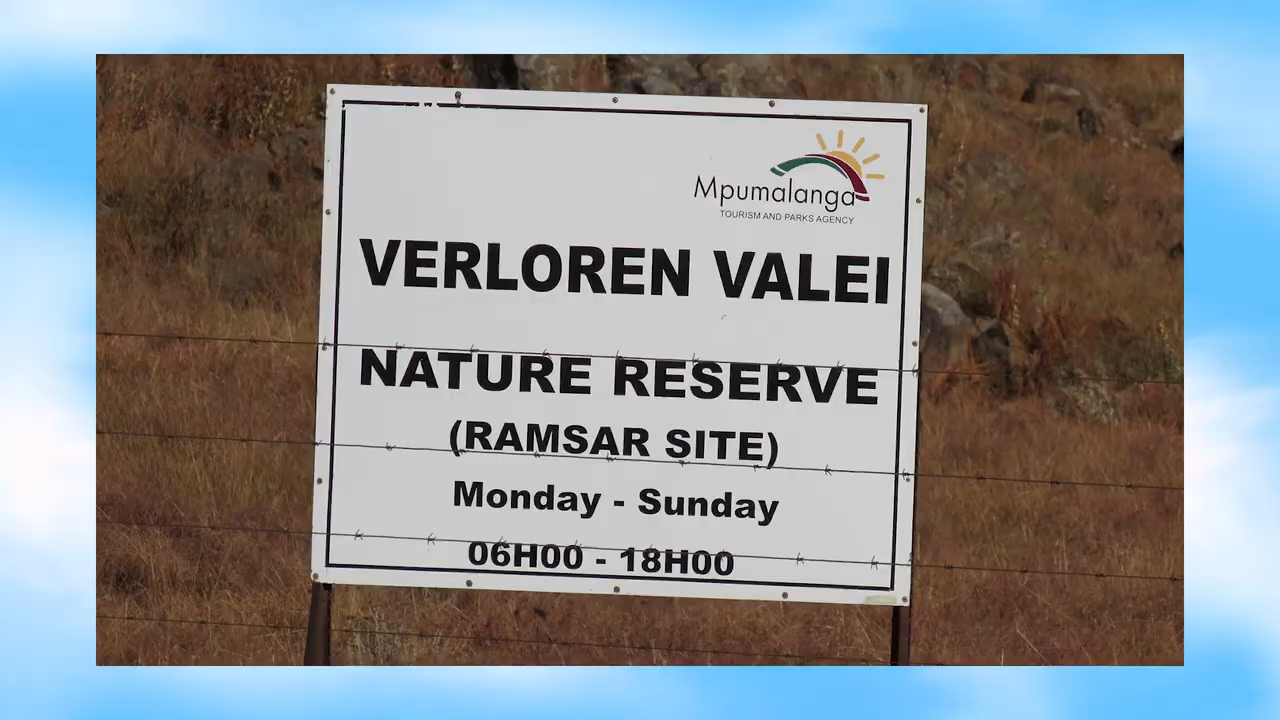 Mpumalanga
TOURISM AND PARKS AGENCY
VERLOREN VALEI
NATURE RESERVE
(RAMSAR SITE)
Monday - Sunday
06H00 - 18H00